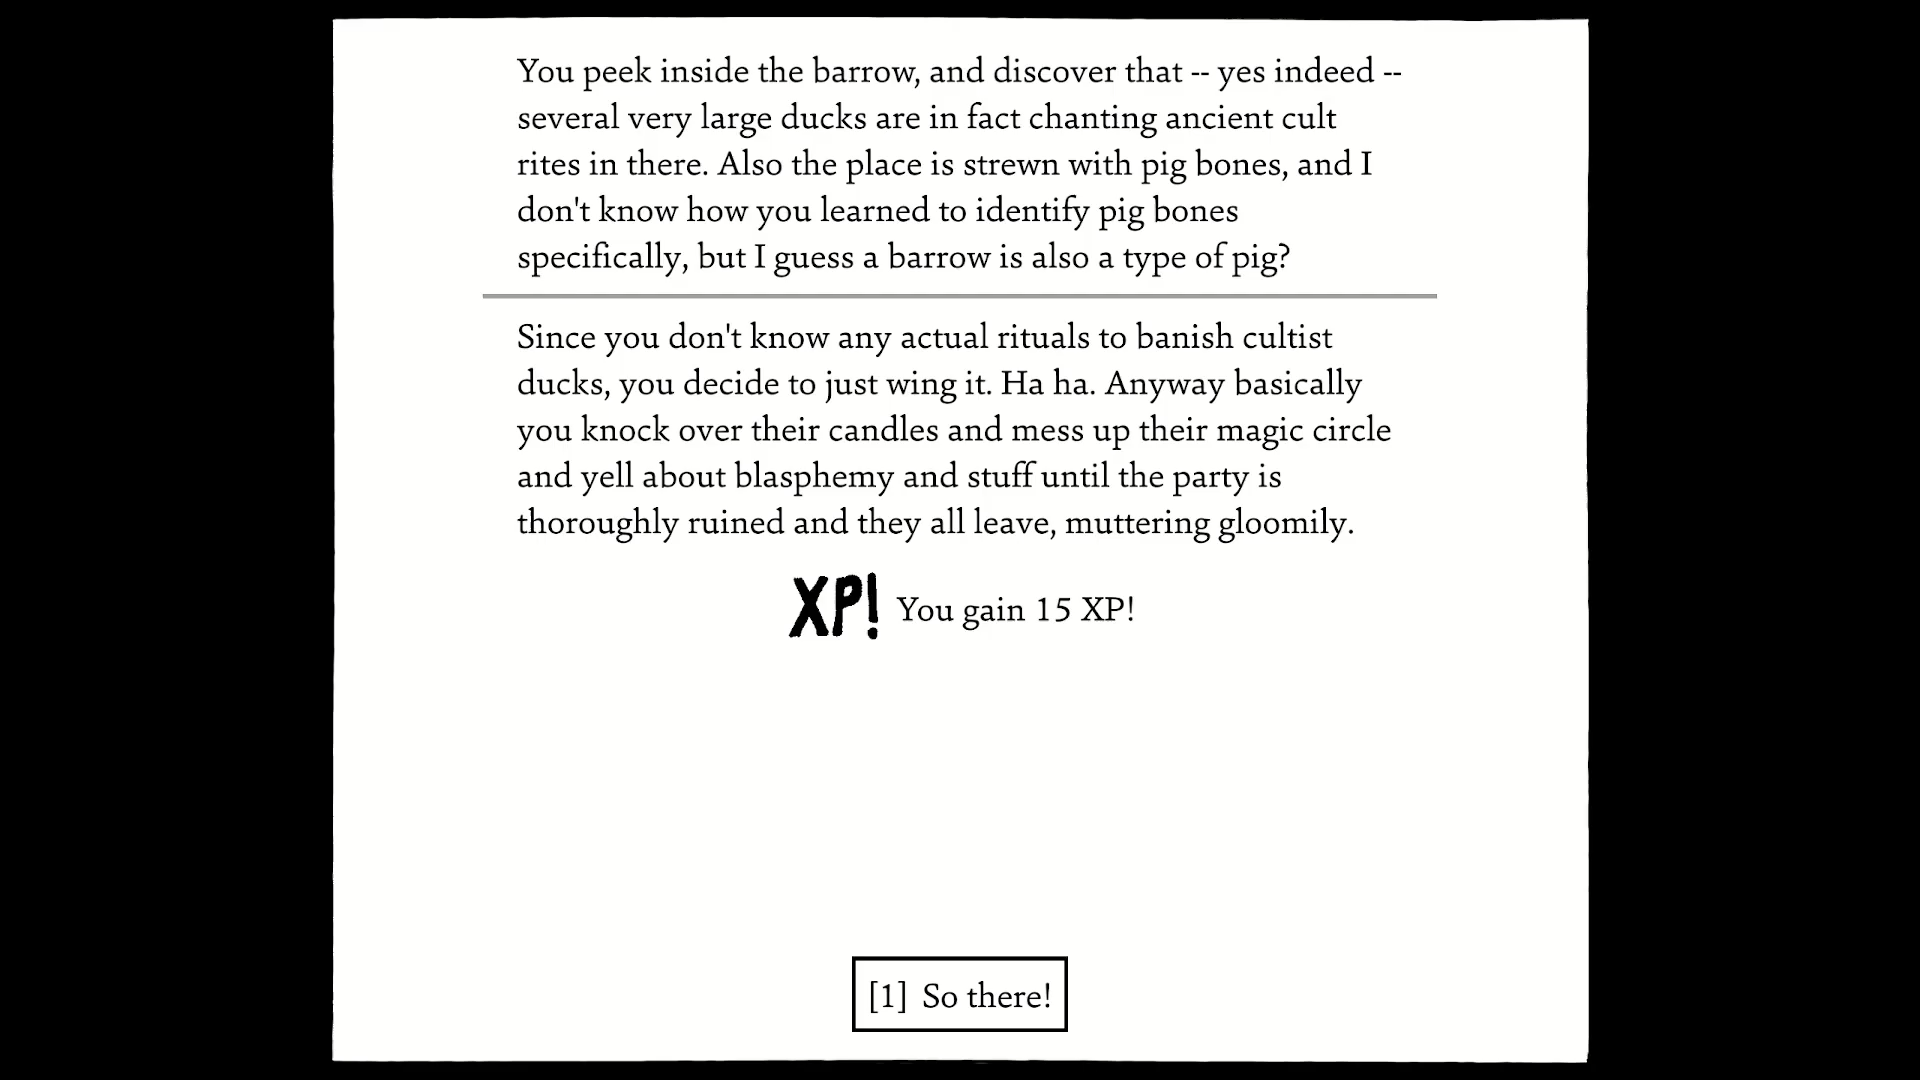 You peek inside the barrow, and discover that -- yes indeed --
several very large ducks are in fact chanting ancient cult
rites in there. Also the place is strewn with pig bones, and I
don't know how you learned to identify pig bones
specifically, but I guess a barrow is also a type of pig?
Since you don't know any actual rituals to banish cultist
ducks, you decide to just wing it. Ha ha. Anyway basically
you knock over their candles and mess up their magic circle
and yell about blasphemy and stuff until the party is
thoroughly ruined and they all leave, muttering gloomily.
XP! You gain 15 XP!
[1] So there!